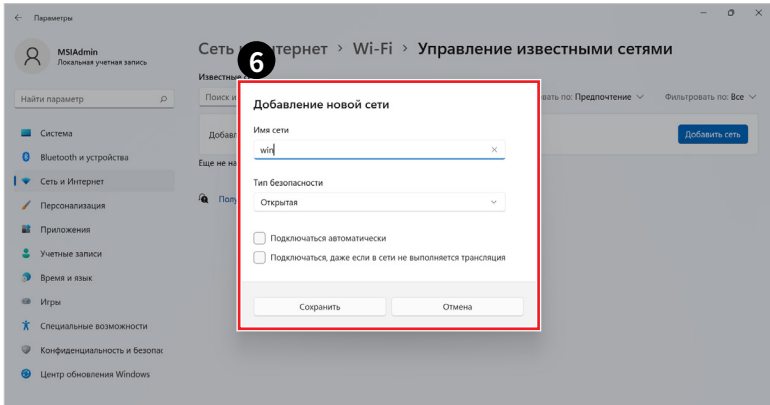 Параметры
MSIAdmin
Локальная учетная запись
Найти параметр
Система
Bluetooth и устройства
Сеть и Интернет
Персонализация
Приложения
Учетные записи
Время и язык
Игры
Специальные возможности
Конфиденциальность и безопас
Центр обновления Windows
Сеть тернет > Wi-Fi > Управление известными сетями
6
Известные с
Поиск и
вать по: Предпочтение
Фильтровать по: Все
Добавл
Добавить сеть
Еще не на
Полу
Добавление новой сети
Имя сети
win
Тип безопасности
Открытая
Подключаться автоматически
Подключаться, даже если в сети не выполняется трансляция
Сохранить
Отмена